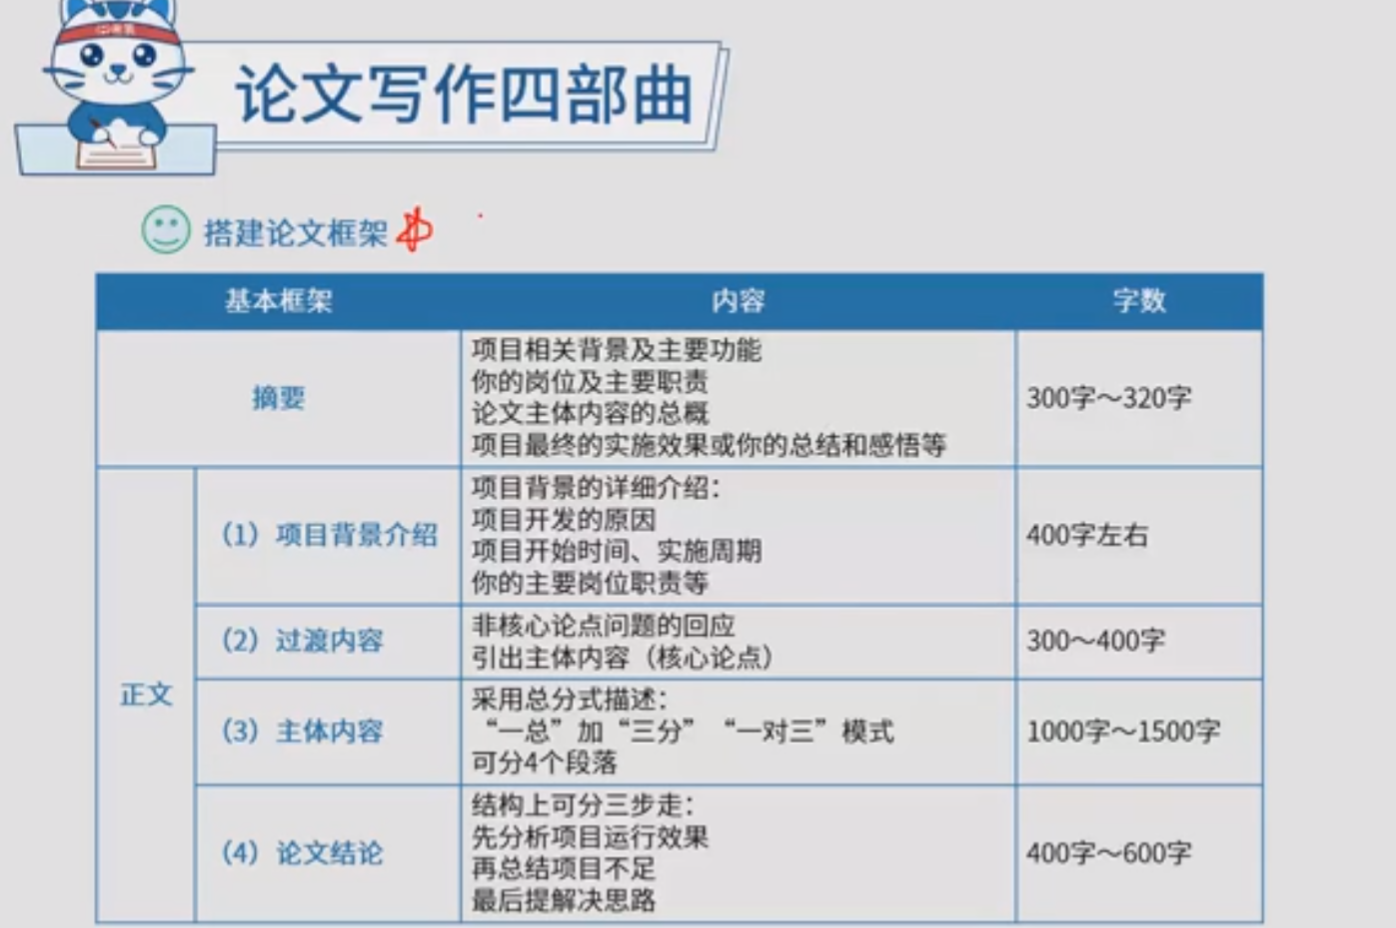 论文写作四部曲
搭建论文框架
基本框架 内容 字数
摘要
项目相关背景及主要功能
你的岗位及主要职责
论文主体内容的总概
项目最终的实施效果或你的总结和感悟等
300字~320字
正文
(1) 项目背景介绍
项目背景的详细介绍:
项目开发的原因
项目开始时间、实施周期
你的主要岗位职责等
400字左右
(2) 过渡内容
非核心论点问题的回应
引出主体内容(核心论点)
300~400字
(3) 主体内容
采用总分式描述:
“一总”加“三分” “一对三”模式
可分4个段落
1000字~1500字
(4) 论文结论
结构上可分三步走:
先分析项目运行效果
再总结项目不足
最后提解决思路
400字~600字